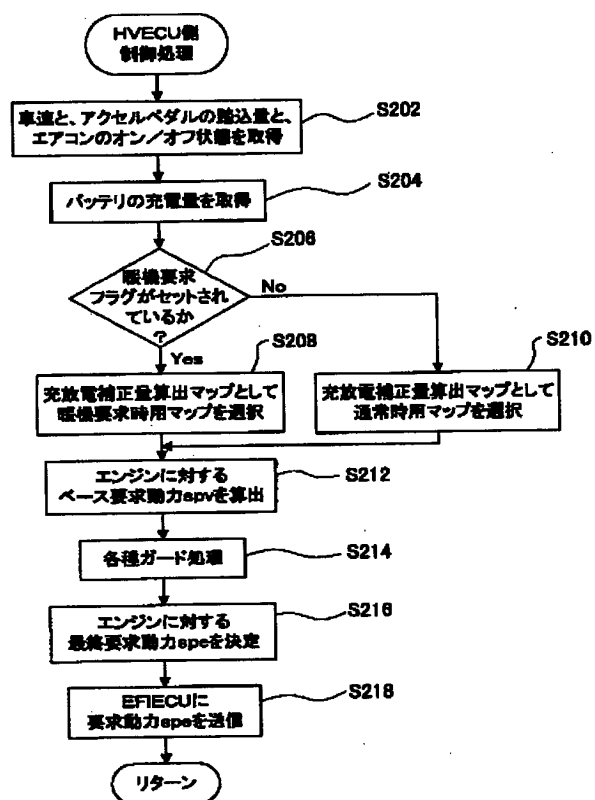 HVECU側
制御処理
車速と、アクセルペダルの踏込量と、
エアコンのオン／オフ状態を取得
S202
バッテリの充電量を取得
S204
暖機要求
フラグがセットされ
ているか
?
S206
No
Yes
充放電補正量算出マップとして
暖機要求時用マップを選択
S208
充放電補正量算出マップとして
通常時用マップを選択
S210
エンジンに対する
ベース要求動力spvを算出
S212
各種ガード処理
S214
エンジンに対する
最終要求動力speを決定
S216
EFIECUに
要求動力speを送信
S218
リターン